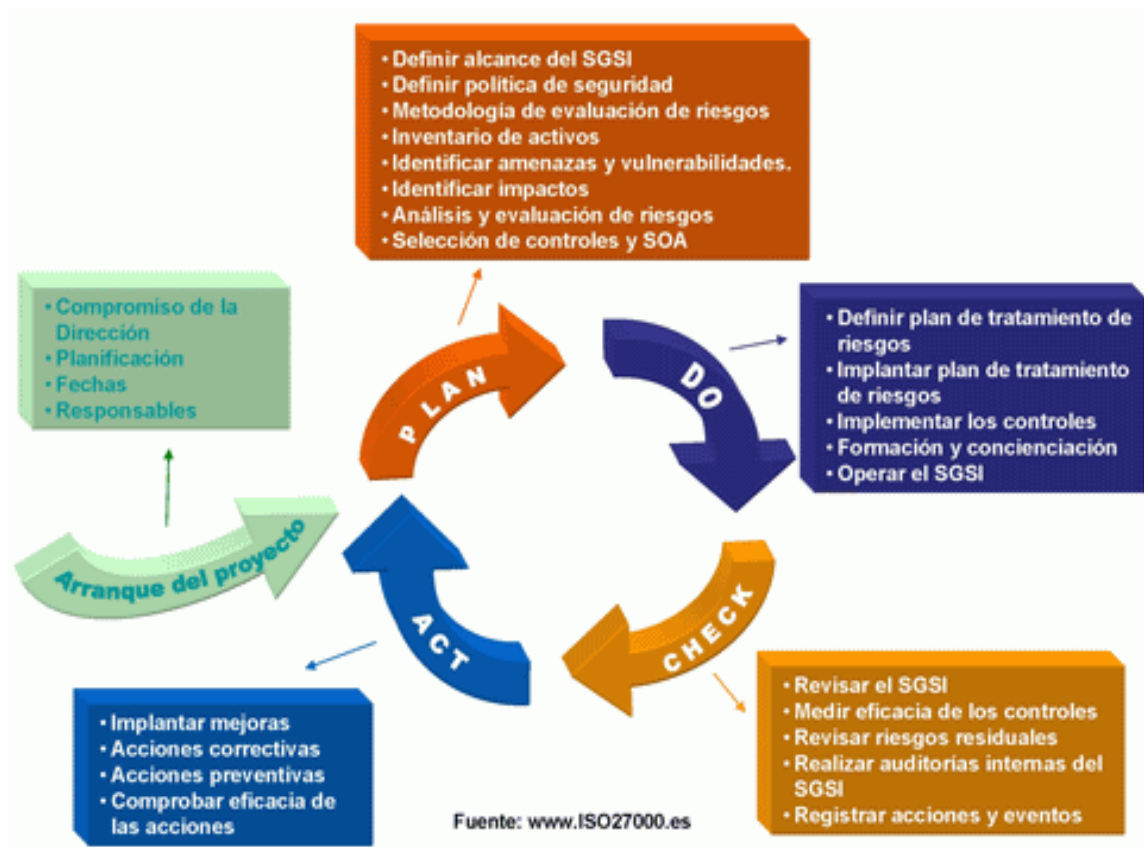 • Definir alcance del SGSI
• Definir política de seguridad
• Metodología de evaluación de riesgos
• Inventario de activos
• Identificar amenazas y vulnerabilidades.
• Identificar impactos
• Análisis y evaluación de riesgos
• Selección de controles y SOA
• Compromiso de la
Dirección
• Planificación
• Fechas
• Responsables
Arranque del proyecto
PLAN
DO
• Definir plan de tratamiento de
riesgos
• Implantar plan de tratamiento
de riesgos
• Implementar los controles
• Formación y concienciación
• Operar el SGSI
CHECK
• Revisar el SGSI
• Medir eficacia de los controles
• Revisar riesgos residuales
• Realizar auditorías internas del
SGSI
• Registrar acciones y eventos
ACT
• Implantar mejoras
• Acciones correctivas
• Acciones preventivas
• Comprobar eficacia de
las acciones
Fuente: www.ISO27000.es